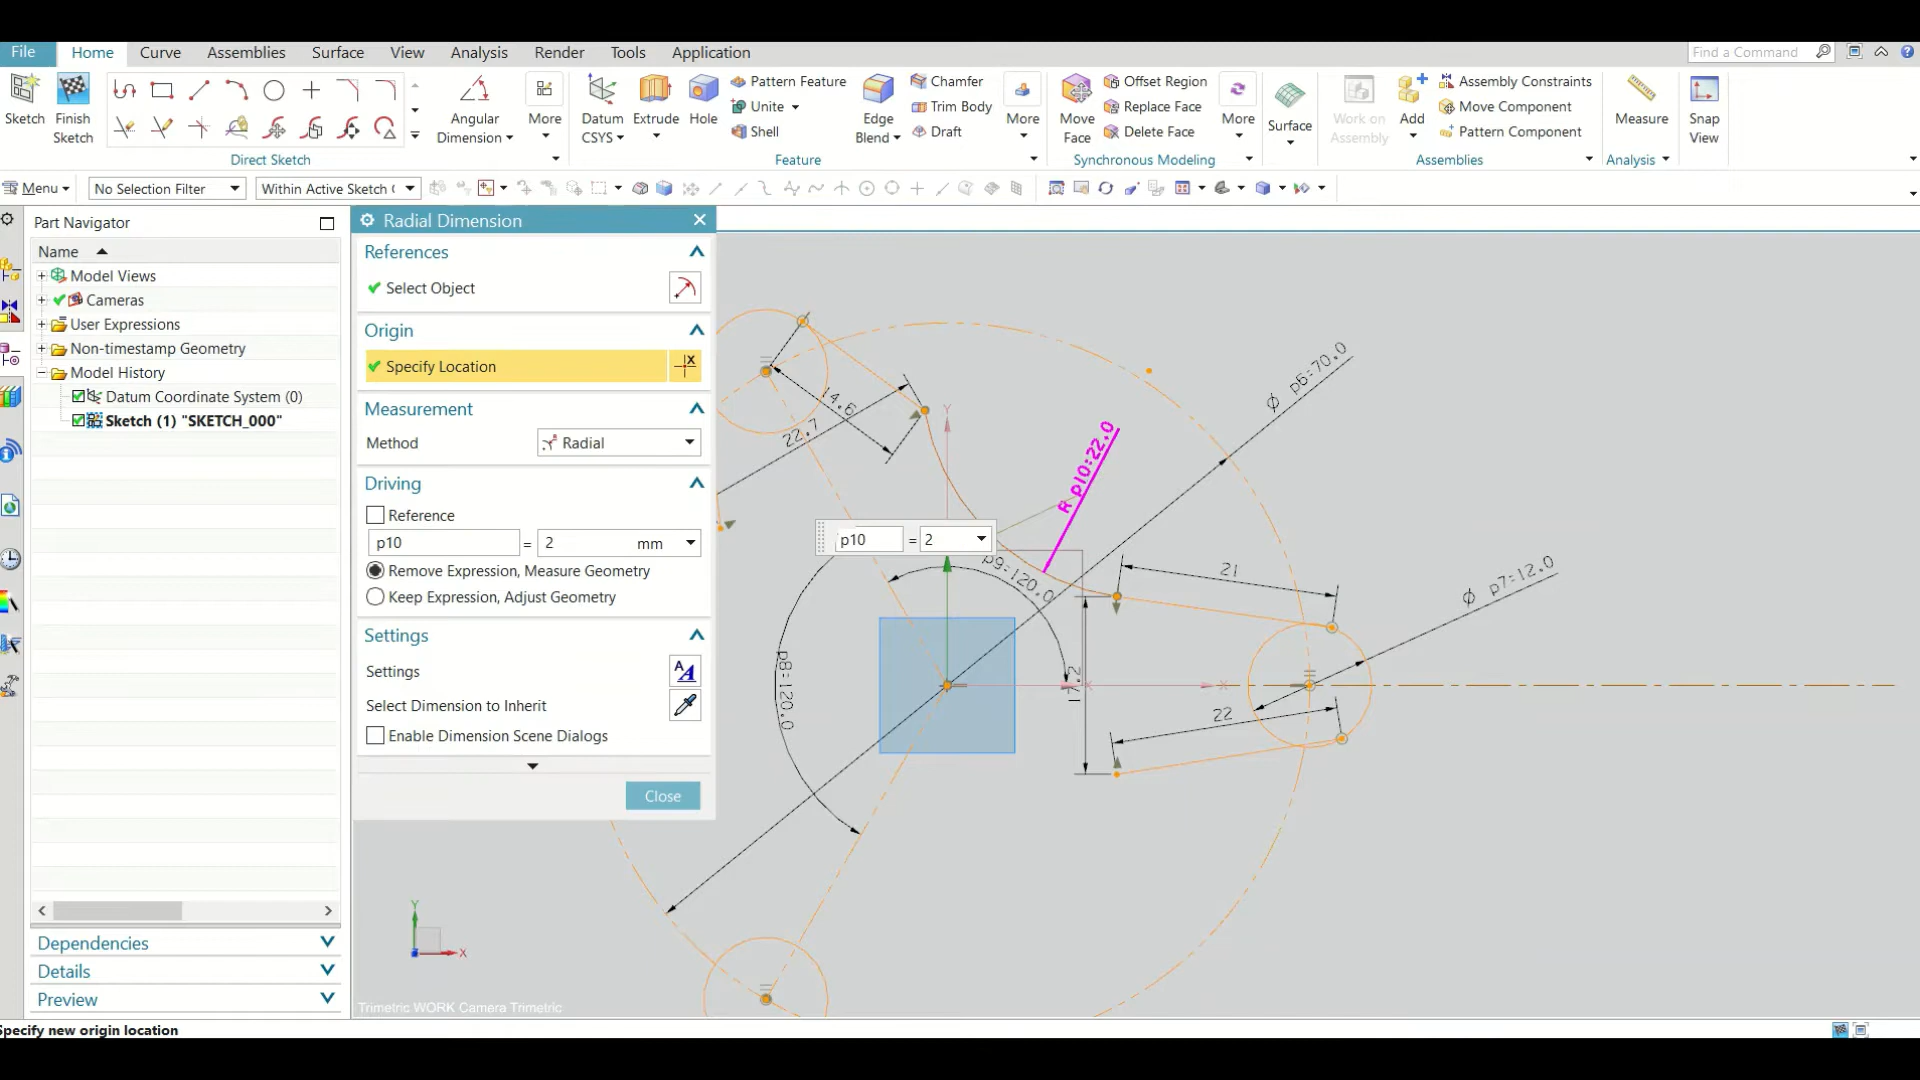 File Home Curve Assemblies Surface View Analysis Render Tools Application Find a Command
Sketch Finish Sketch Angular Dimension More Datum CSYS Extrude Hole Pattern Feature Unite Shell Edge Blend Chamfer Trim Body Draft More Move Face Offset Region Replace Face Delete Face More Surface Work on Assembly Add Assembly Constraints Move Component Pattern Component Measure Snap View
Direct Sketch Feature Synchronous Modeling Assemblies Analysis
Menu No Selection Filter Within Active Sketch
Part Navigator
Name
Model Views
Cameras
User Expressions
Non-timestamp Geometry
Model History
Datum Coordinate System (0)
Sketch (1) "SKETCH_000"
Dependencies
Details
Preview
Radial Dimension
References
Select Object
Origin
Specify Location
Measurement
Method Radial
Driving
Reference
p10 = 2 mm
Remove Expression, Measure Geometry
Keep Expression, Adjust Geometry
Settings
Settings
Select Dimension to Inherit
Enable Dimension Scene Dialogs
Close
14.6
22.7
Y
R p10=22.0
Ø p6=70.0
p10 = 2
p9=120.0
21
Ø p7=12.0
p8=120.0
17.2
X
X
22
Y
X
Trimetric WORK Camera Trimetric
Specify new origin location